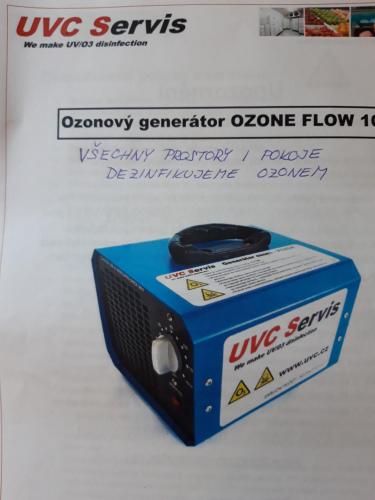 UVC Servis
We make UV/O3 disinfection
Ozonový generátor OZONE FLOW 10
VŠECHNY PROSTORY I POKOJE
DEZINFIKUJEME OZONEM
UVC Servis Generátor
UVC Servis
We make UV/O3 disinfection
www.uvc.cz